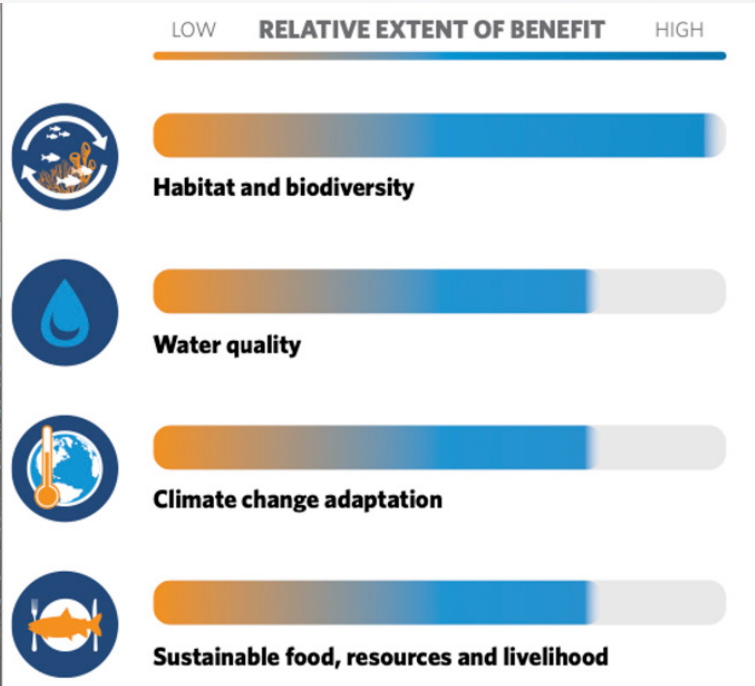 LOW RELATIVE EXTENT OF BENEFIT HIGH
Habitat and biodiversity
Water quality
Climate change adaptation
Sustainable food, resources and livelihood